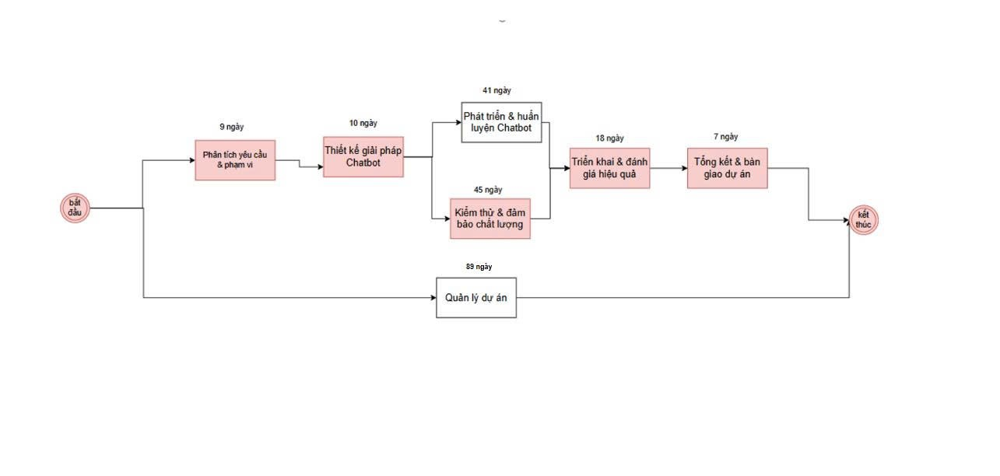 41 ngày
Phát triển & huấn
luyện Chatbot
9 ngày
Phân tích yêu cầu
& phạm vi
10 ngày
Thiết kế giải pháp
Chatbot
18 ngày
Triển khai & đánh
giá hiệu quả
7 ngày
Tổng kết & bàn
giao dự án
45 ngày
Kiểm thử & đảm
bảo chất lượng
bắt
đầu
kết
thúc
89 ngày
Quản lý dự án